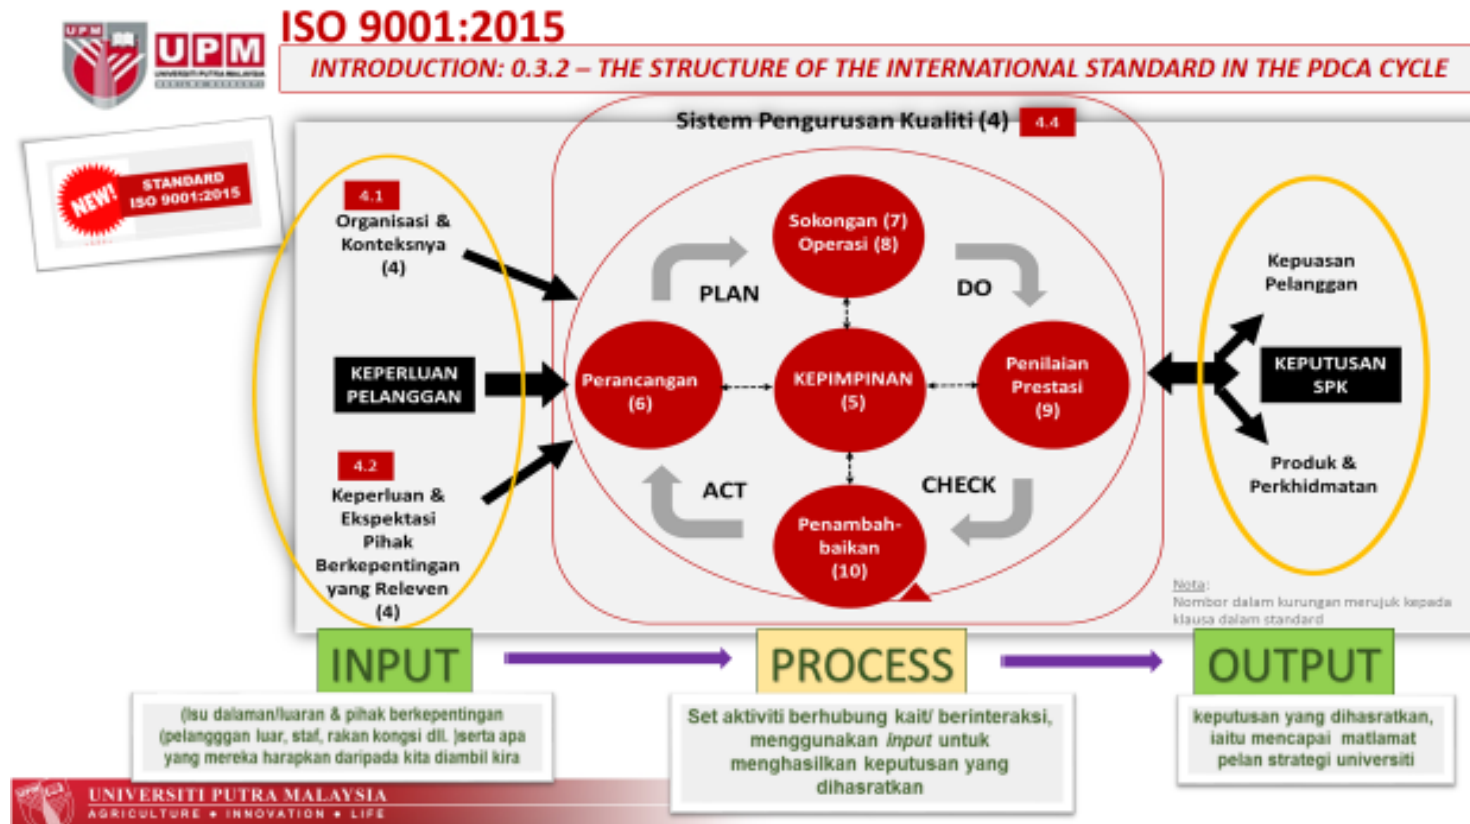 ISO 9001:2015
UPM
UPM
UNIVERSITI PUTRA MALAYSIA
BERILMU BERBAKTI
INTRODUCTION: 0.3.2 – THE STRUCTURE OF THE INTERNATIONAL STANDARD IN THE PDCA CYCLE
NEW!
STANDARD
ISO 9001:2015
Sistem Pengurusan Kualiti (4)
4.4
4.1
Organisasi &
Konteksnya
(4)
KEPERLUAN
PELANGGAN
4.2
Keperluan &
Ekspektasi
Pihak
Berkepentingan
yang Releven
(4)
Sokongan (7)
Operasi (8)
PLAN
DO
Perancangan
(6)
KEPIMPINAN
(5)
Penilaian
Prestasi
(9)
ACT
CHECK
Penambah-
baikan
(10)
Kepuasan
Pelanggan
KEPUTUSAN
SPK
Produk &
Perkhidmatan
Nota:
Nombor dalam kurungan merujuk kepada
klausa dalam standard
INPUT
PROCESS
OUTPUT
(Isu dalaman/luaran & pihak berkepentingan
(pelangggan luar, staf, rakan kongsi dll. )serta apa
yang mereka harapkan daripada kita diambil kira
Set aktiviti berhubung kait/ berinteraksi,
menggunakan input untuk
menghasilkan keputusan yang
dihasratkan
keputusan yang dihasratkan,
iaitu mencapai matlamat
pelan strategi universiti
UPM
UNIVERSITI PUTRA MALAYSIA
AGRICULTURE • INNOVATION • LIFE